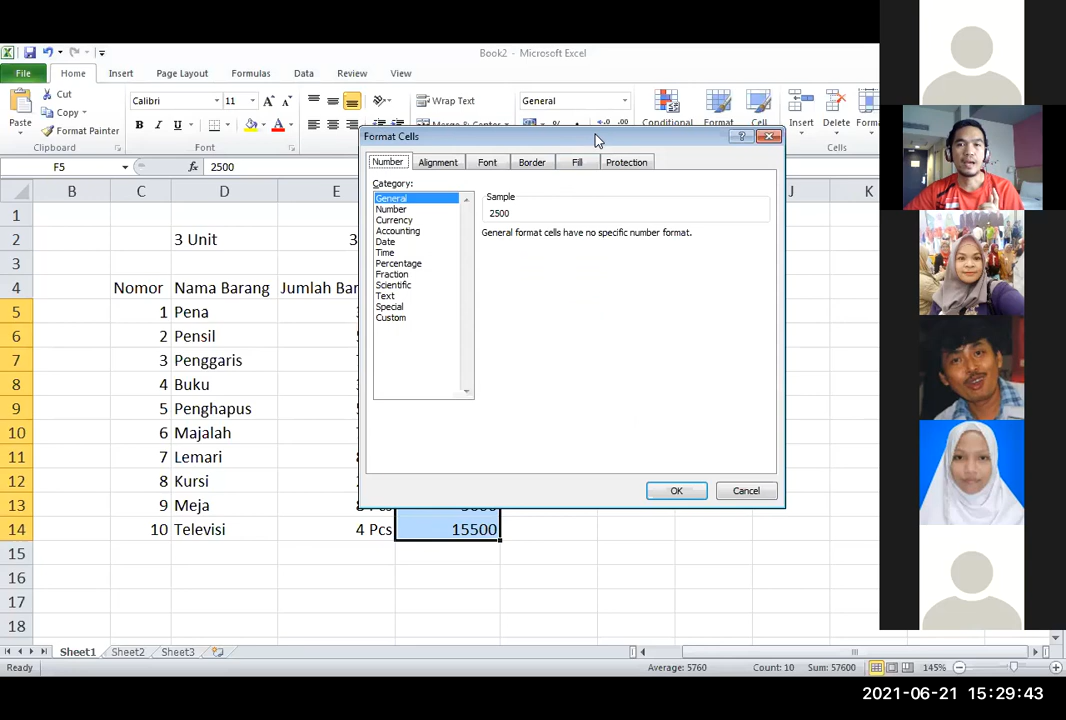 Book2 - Microsoft Excel
File Home Insert Page Layout Formulas Data Review View
Cut
Copy
Format Painter
Paste
Calibri 11
B I U
Wrap Text
General
Conditional Format Cell Insert Delete
Clipboard Font
F5 fx 2500
Format Cells
Number Alignment Font Border Fill Protection
Category:
General
Number
Currency
Accounting
Date
Time
Percentage
Fraction
Scientific
Text
Special
Custom
Sample
2500
General format cells have no specific number format.
OK Cancel
B C D E J K
1
2 3 Unit 3
3
4 Nomor Nama Barang Jumlah Bar
5 1 Pena
6 2 Pensil
7 3 Penggaris
8 4 Buku
9 5 Penghapus
10 6 Majalah
11 7 Lemari
12 8 Kursi
13 9 Meja
14 10 Televisi 4 Pcs 15500
15
16
17
18
Sheet1 Sheet2 Sheet3
Ready Average: 5760 Count: 10 Sum: 57600 145%
2021-06-21 15:29:43